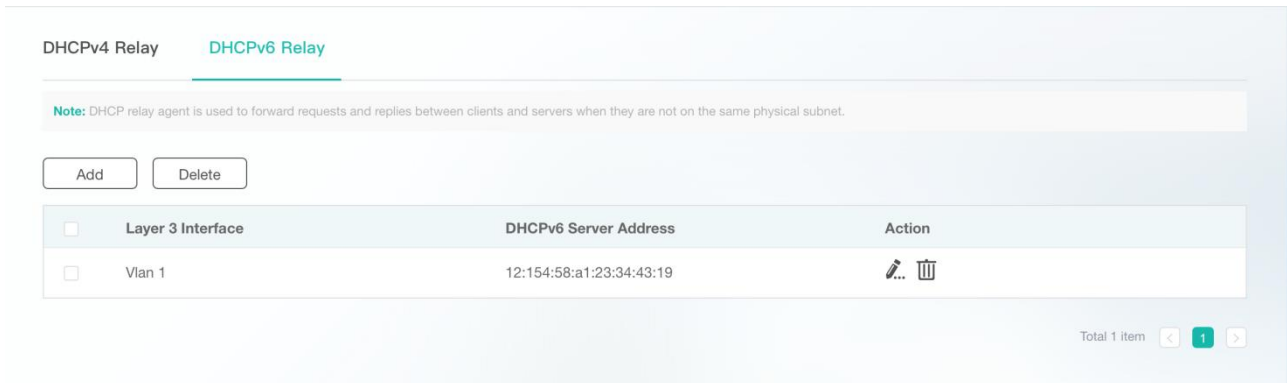 DHCPv4 Relay DHCPv6 Relay
Note: DHCP relay agent is used to forward requests and replies between clients and servers when they are not on the same physical subnet.
Add Delete
Layer 3 Interface DHCPv6 Server Address Action
Vlan 1 12:154:58:a1:23:34:43:19
Total 1 item < 1 >